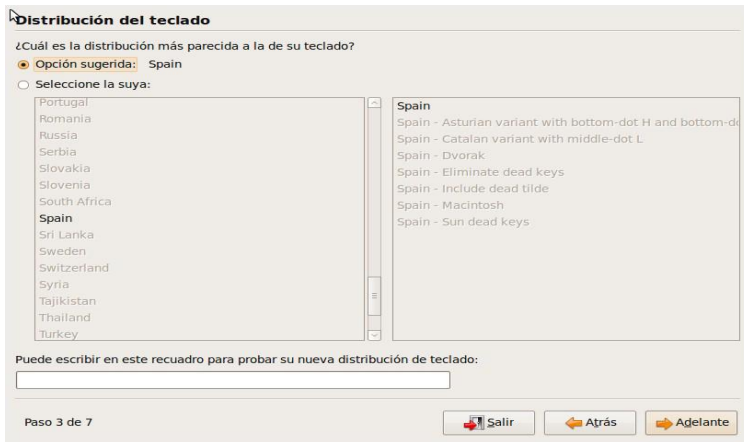 Distribución del teclado
¿Cuál es la distribución más parecida a la de su teclado?
Opción sugerida: Spain
Seleccione la suya:
Portugal
Romania
Russia
Serbia
Slovakia
Slovenia
South Africa
Spain
Sri Lanka
Sweden
Switzerland
Syria
Tajikistan
Thailand
Turkey
Spain
Spain - Asturian variant with bottom-dot H and bottom-do
Spain - Catalan variant with middle-dot L
Spain - Dvorak
Spain - Eliminate dead keys
Spain - Include dead tilde
Spain - Macintosh
Spain - Sun dead keys
Puede escribir en este recuadro para probar su nueva distribución de teclado:
Paso 3 de 7
Salir
Atrás
Adelante